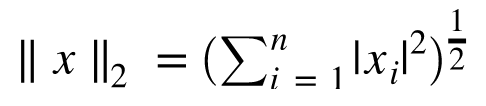 ‖ x ‖₂ = (∑ⁿᵢ ₌ ₁ |xᵢ|²)^½